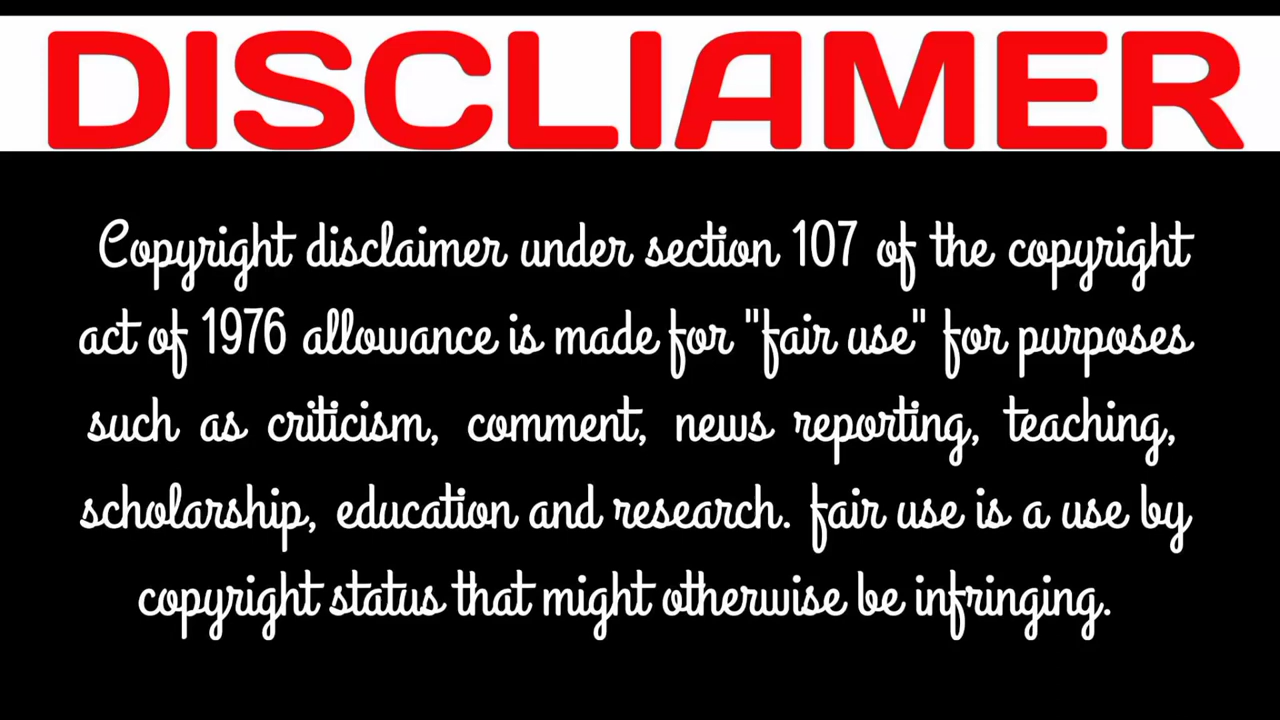 DISCLIAMER
Copyright disclaimer under section 107 of the copyright
act of 1976 allowance is made for "fair use" for purposes
such as criticism, comment, news reporting, teaching,
scholarship, education and research. fair use is a use by
copyright status that might otherwise be infringing.